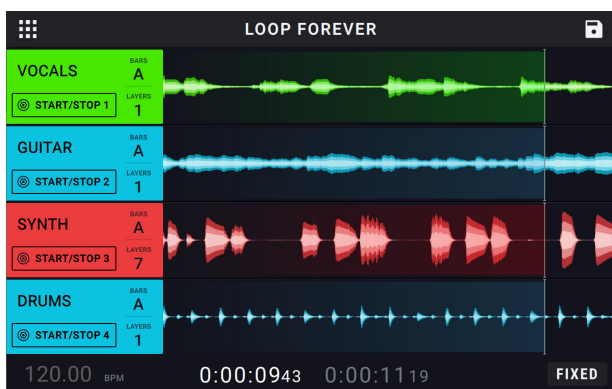 LOOP FOREVER
VOCALS
BARS
A
START/STOP 1
LAYERS
1
GUITAR
BARS
A
START/STOP 2
LAYERS
1
SYNTH
BARS
A
START/STOP 3
LAYERS
7
DRUMS
BARS
A
START/STOP 4
LAYERS
1
120.00 BPM 0:00:0943 0:00:1119 FIXED